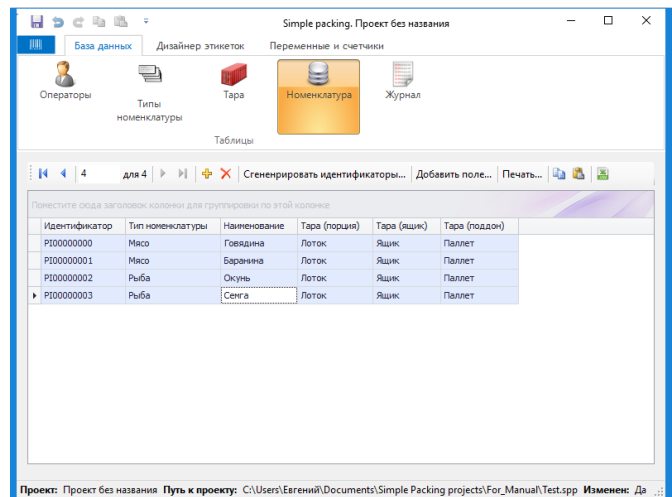 Simple packing. Проект без названия
База данных Дизайнер этикеток Переменные и счетчики
Операторы Типы номенклатуры Тара Номенклатура Журнал
Таблицы
4 для 4 Сгененрировать идентификаторы... Добавить поле... Печать...
Поместите сюда заголовок колонки для группировки по этой колонке
Идентификатор Тип номенклатуры Наименование Тара (порция) Тара (ящик) Тара (поддон)
PI00000000 Мясо Говядина Лоток Ящик Паллет
PI00000001 Мясо Баранина Лоток Ящик Паллет
PI00000002 Рыба Окунь Лоток Ящик Паллет
PI00000003 Рыба Семга Лоток Ящик Паллет
Проект: Проект без названия Путь к проекту: C:\Users\Евгений\Documents\Simple Packing projects\For_Manual\Test.spp Изменен: Да